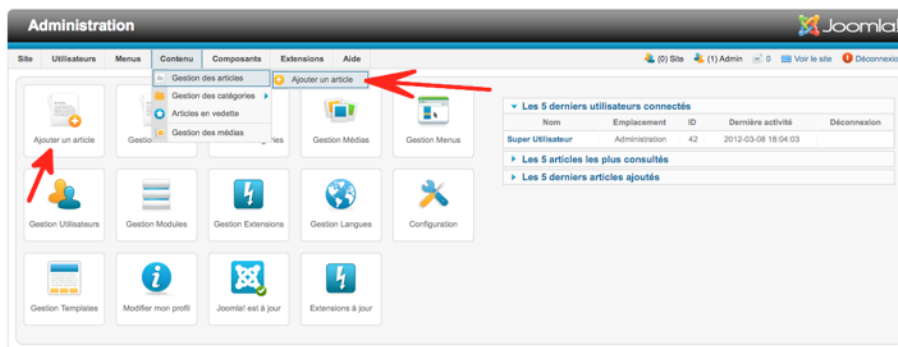 Administration
Joomla!
Site Utilisateurs Menus Contenu Composants Extensions Aide
(0) Site (1) Admin 0 Voir le site Déconnexio
Gestion des articles
Ajouter un article
Gestion des catégories
Articles en vedette
Gestion des médias
Ajouter un article
Gestion Médias
Gestion Menus
Les 5 derniers utilisateurs connectés
Nom Emplacement ID Dernière activité Déconnexion
Super Utilisateur Administration 42 2012-03-08 18:04:03
Les 5 articles les plus consultés
Les 5 derniers articles ajoutés
Gestion Utilisateurs Gestion Modules Gestion Extensions Gestion Langues Configuration
Gestion Templates Modifier mon profil Joomla! est à jour Extensions à jour